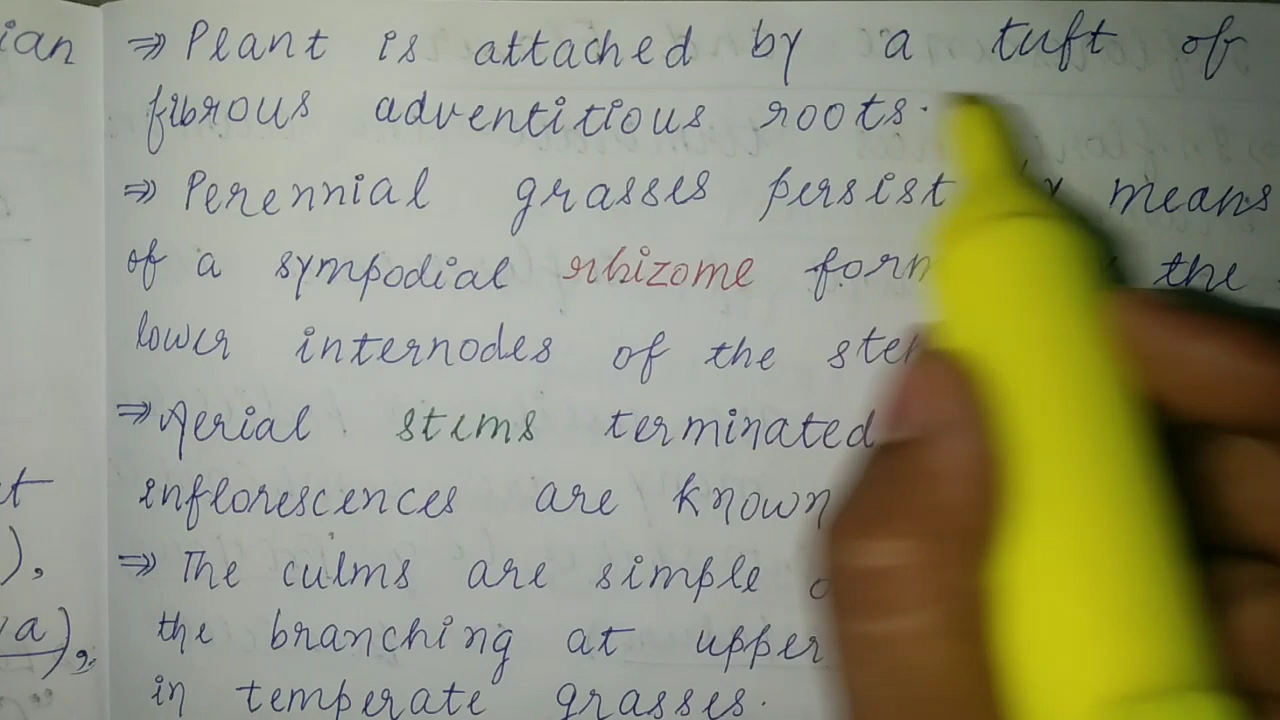 ian
⇒ Plant is attached by a tuft of
fibrous adventitious roots.
⇒ Perennial grasses persist means
of a sympodial rhizome the
lower internodes of the
⇒ Aerial stems terminated
inflorescences are known
⇒ The culms are simple
the branching at upper
in temperate grasses.